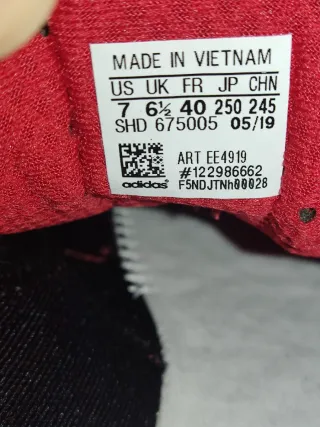 MADE IN VIETNAM
US UK FR JP CHN
7 6½ 40 250 245
SHD 675005 05/19
ART EE4919
#122986662
adidas F5NDJTNh00028